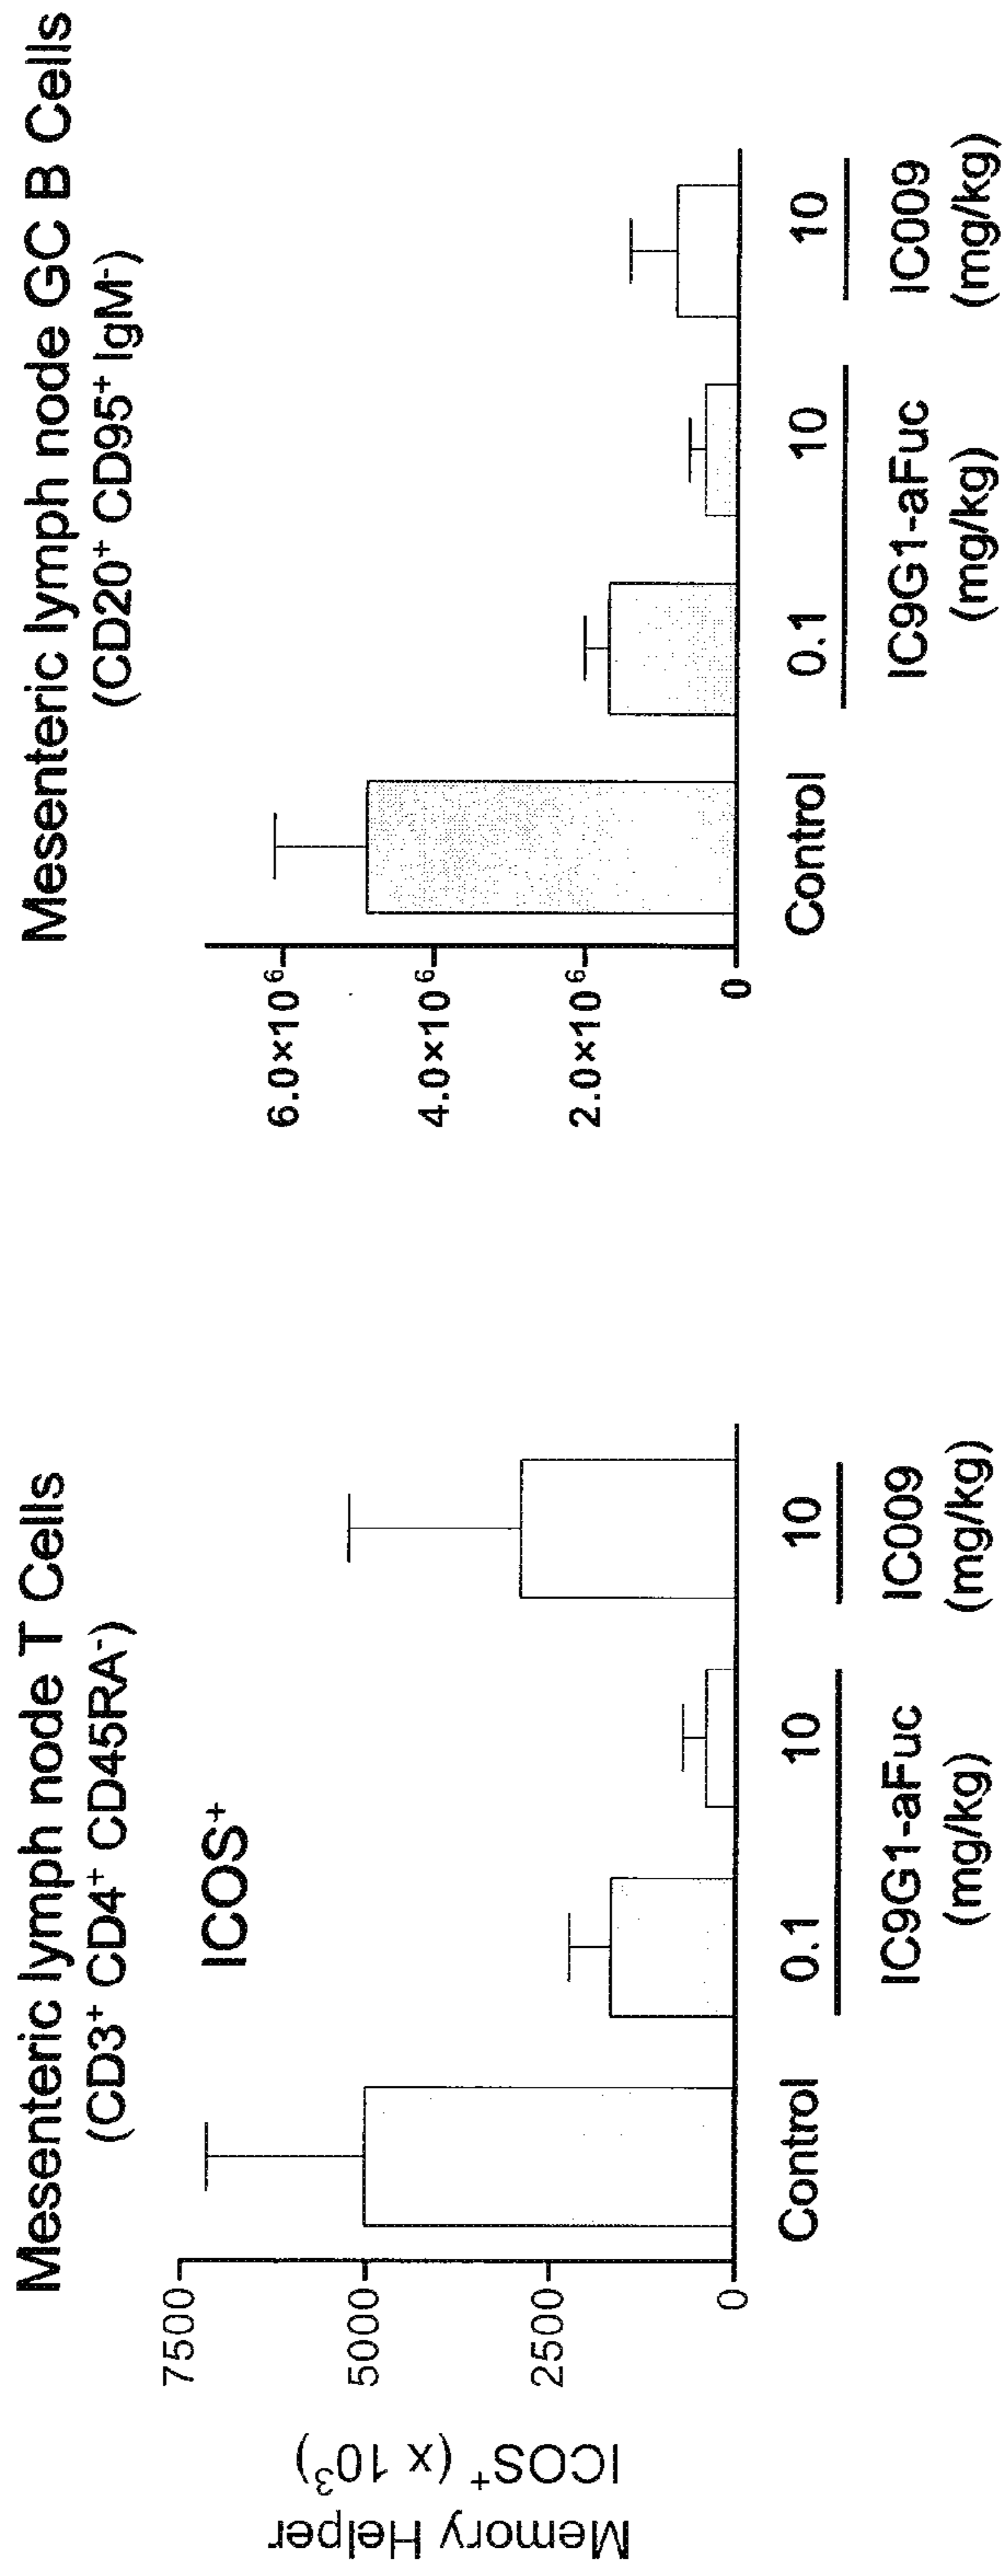 Mesenteric lymph node T Cells
(CD3⁺ CD4⁺ CD45RA⁻)
ICOS⁺
Memory Helper
ICOS⁺ (x 10³)
7500
5000
2500
0
Control
0.1
10
10
IC9G1-aFuc
(mg/kg)
IC009
(mg/kg)
Mesenteric lymph node GC B Cells
(CD20⁺ CD95⁺ IgM⁻)
6.0×10⁶
4.0×10⁶
2.0×10⁶
0
Control
0.1
10
10
IC9G1-aFuc
(mg/kg)
IC009
(mg/kg)